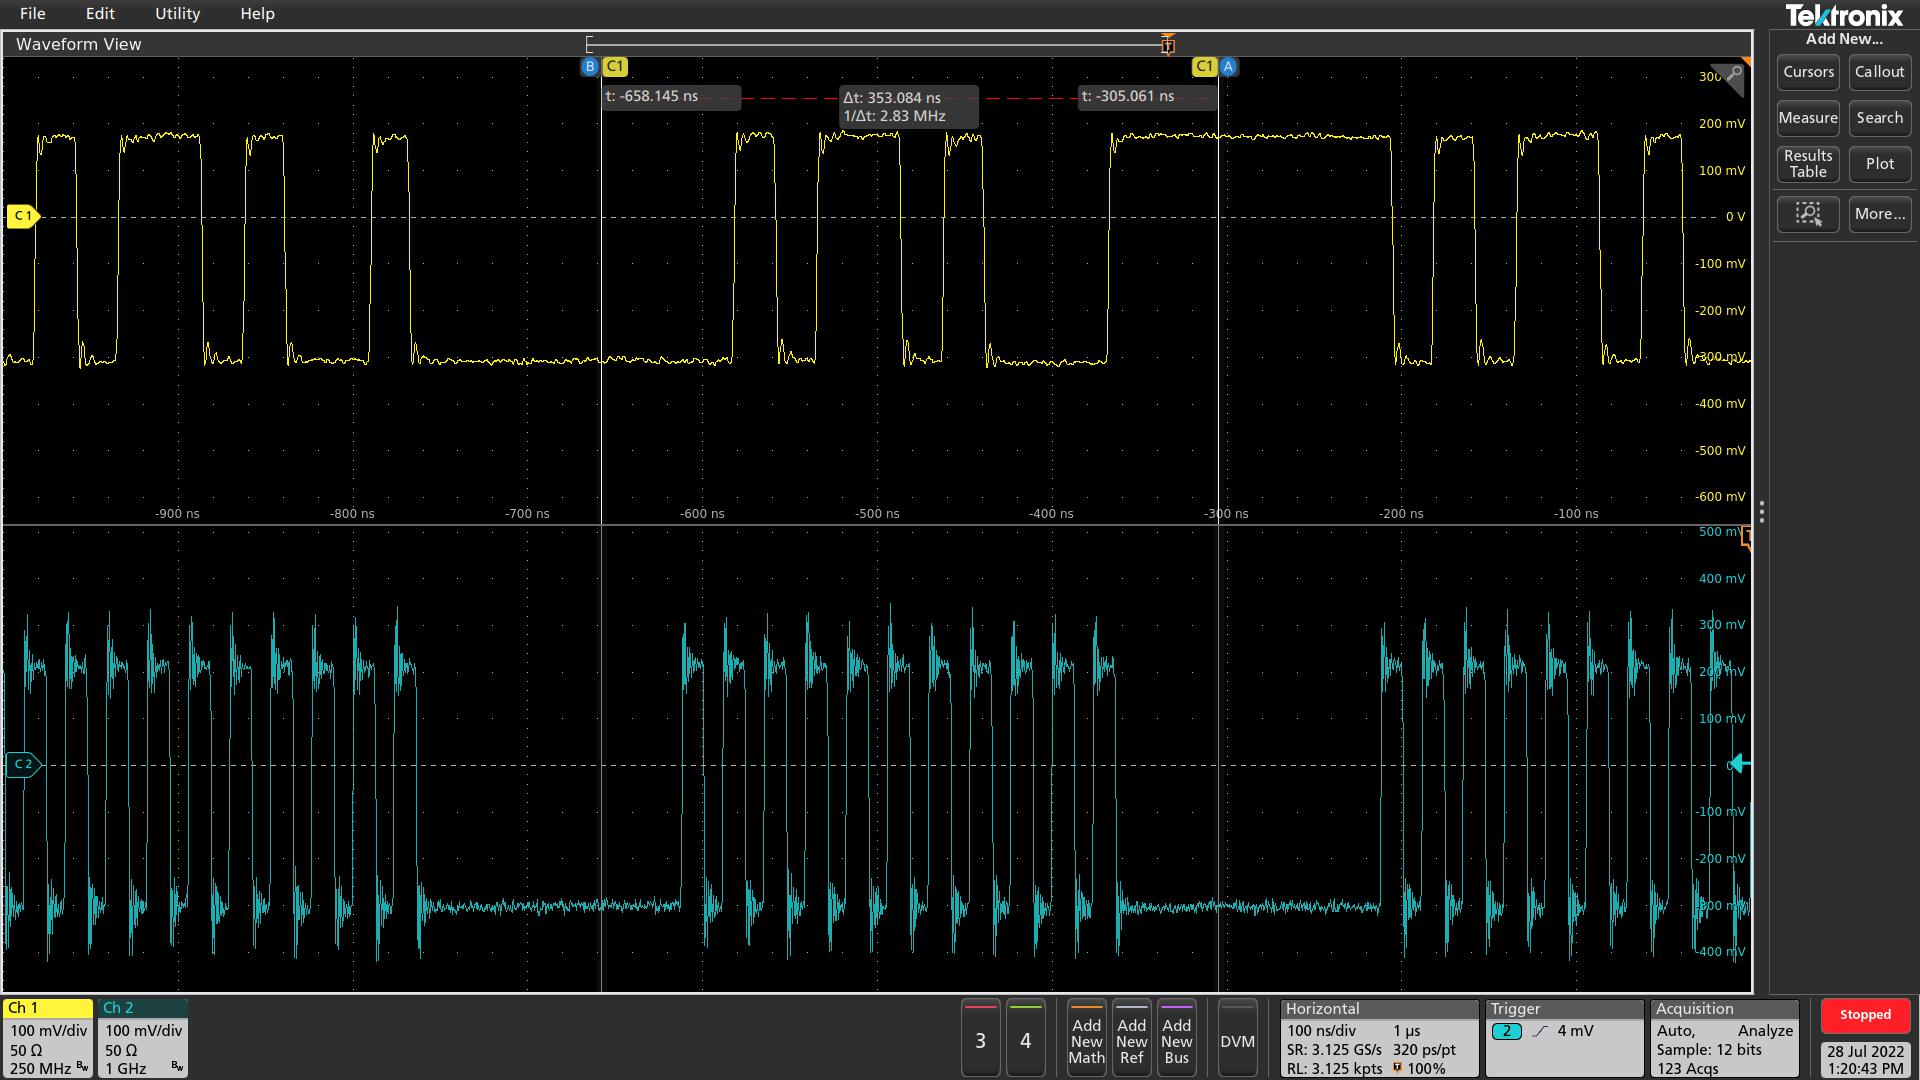 File Edit Utility Help
Tektronix
Waveform View
Add New...
B C1
C1 A
Cursors Callout
t: -658.145 ns
Δt: 353.084 ns
1/Δt: 2.83 MHz
t: -305.061 ns
Measure Search
Results
Table
Plot
More...
C 1
300
200 mV
100 mV
0 V
-100 mV
-200 mV
-300 mV
-400 mV
-500 mV
-600 mV
-900 ns -800 ns -700 ns -600 ns -500 ns -400 ns -300 ns -200 ns -100 ns
C 2
500 mV
400 mV
300 mV
200 mV
100 mV
0
-100 mV
-200 mV
-300 mV
-400 mV
Ch 1
100 mV/div
50 Ω
250 MHz Bw
Ch 2
100 mV/div
50 Ω
1 GHz Bw
3
4
Add
New
Math
Add
New
Ref
Add
New
Bus
DVM
Horizontal
100 ns/div 1 µs
SR: 3.125 GS/s 320 ps/pt
RL: 3.125 kpts T 100%
Trigger
2 4 mV
Acquisition
Auto, Analyze
Sample: 12 bits
123 Acqs
Stopped
28 Jul 2022
1:20:43 PM